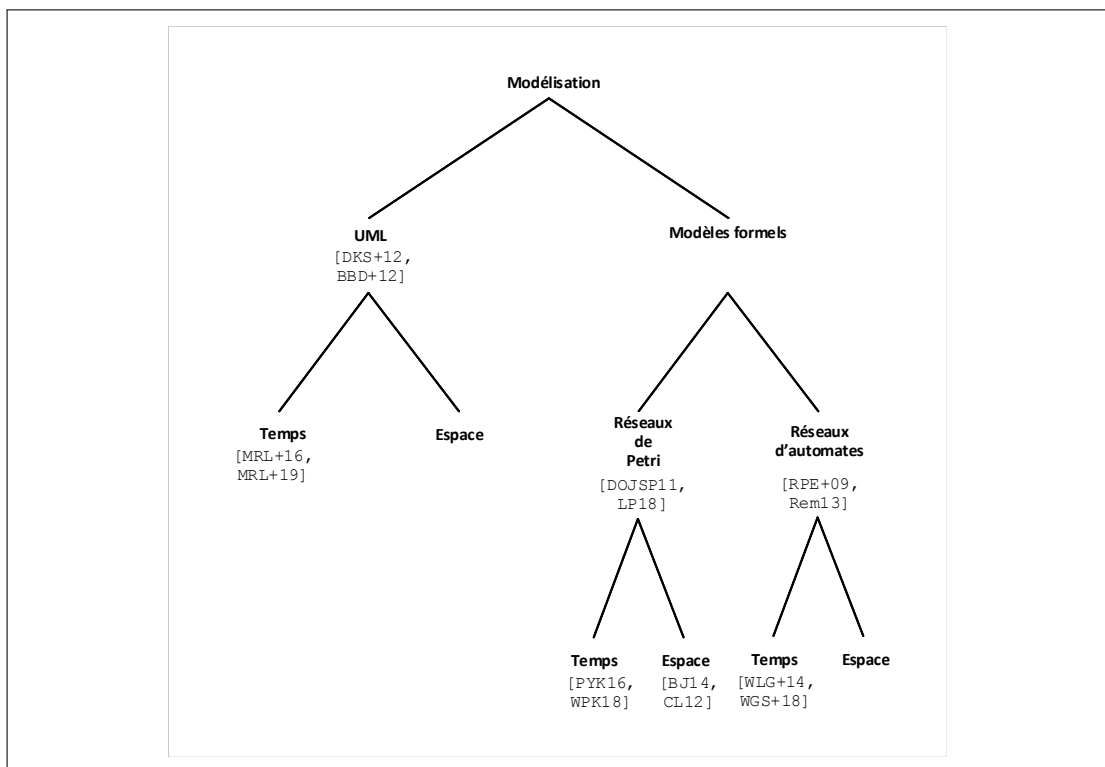 Modélisation
UML
[DKS+12,
BBD+12]
Modèles formels
Temps
[MRL+16,
MRL+19]
Espace
Réseaux
de
Petri
[DOJSP11,
LP18]
Réseaux
d'automates
[RPE+09,
Rem13]
Temps
[PYK16,
WPK18]
Espace
[BJ14,
CL12]
Temps
[WLG+14,
WGS+18]
Espace